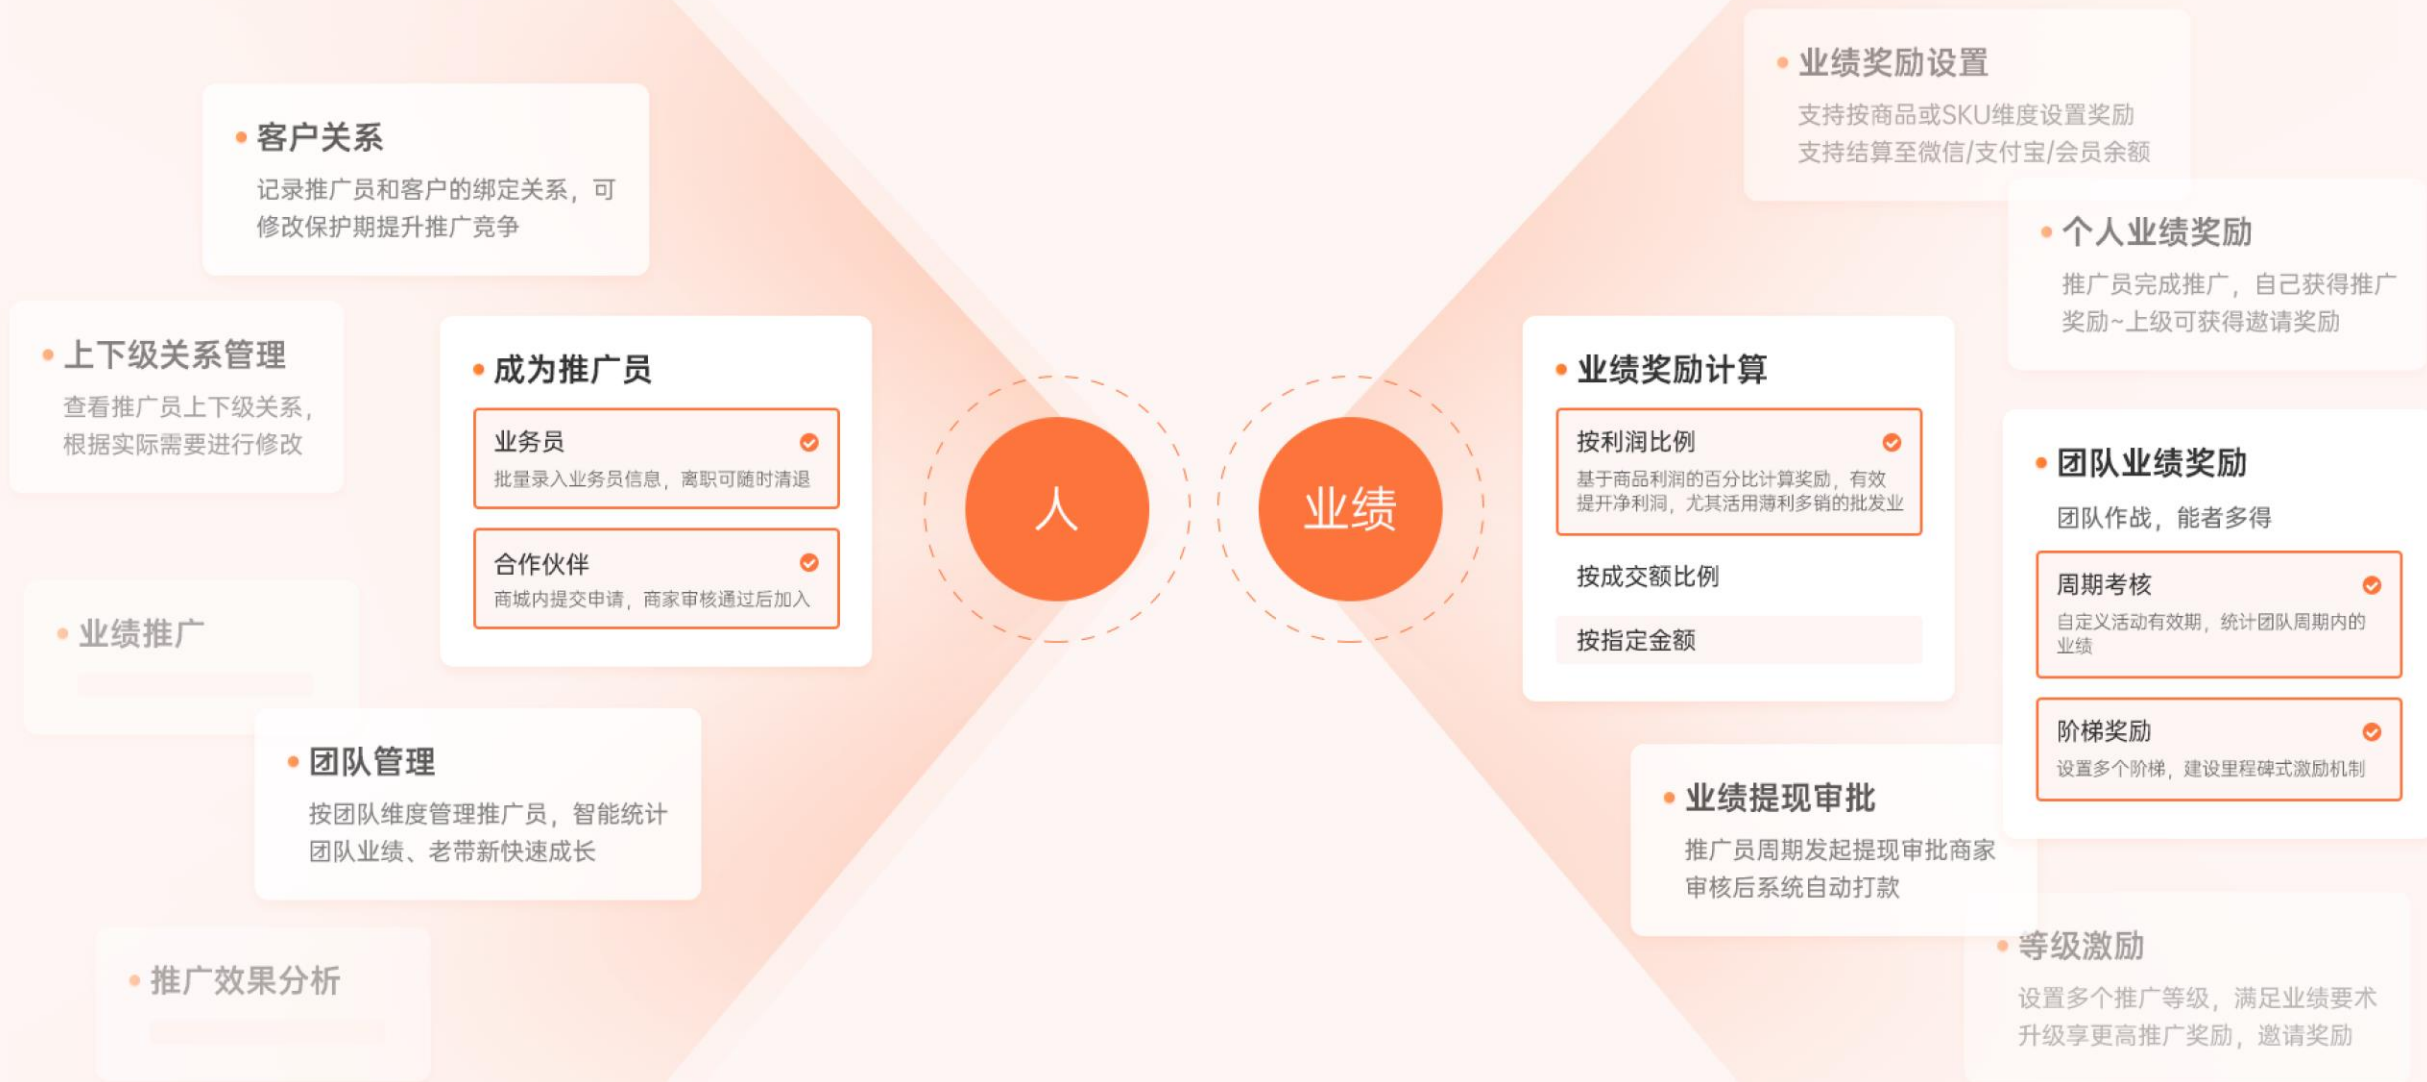 客户关系
记录推广员和客户的绑定关系，可
修改保护期提升推广竞争
上下级关系管理
查看推广员上下级关系，
根据实际需要进行修改
成为推广员
业务员
批量录入业务员信息，离职可随时清退
合作伙伴
商城内提交申请，商家审核通过后加入
业绩推广
团队管理
按团队维度管理推广员，智能统计
团队业绩、老带新快速成长
推广效果分析
人
业绩
业绩奖励设置
支持按商品或SKU维度设置奖励
支持结算至微信/支付宝/会员余额
个人业绩奖励
推广员完成推广，自己获得推广
奖励~上级可获得邀请奖励
业绩奖励计算
按利润比例
基于商品利润的百分比计算奖励，有效
提开净利润，尤其活用薄利多销的批发业
按成交额比例
按指定金额
团队业绩奖励
团队作战，能者多得
周期考核
自定义活动有效期，统计团队周期内的
业绩
阶梯奖励
设置多个阶梯，建设里程碑式激励机制
业绩提现审批
推广员周期发起提现审批商家
审核后系统自动打款
等级激励
设置多个推广等级，满足业绩要术
升级享更高推广奖励，邀请奖励